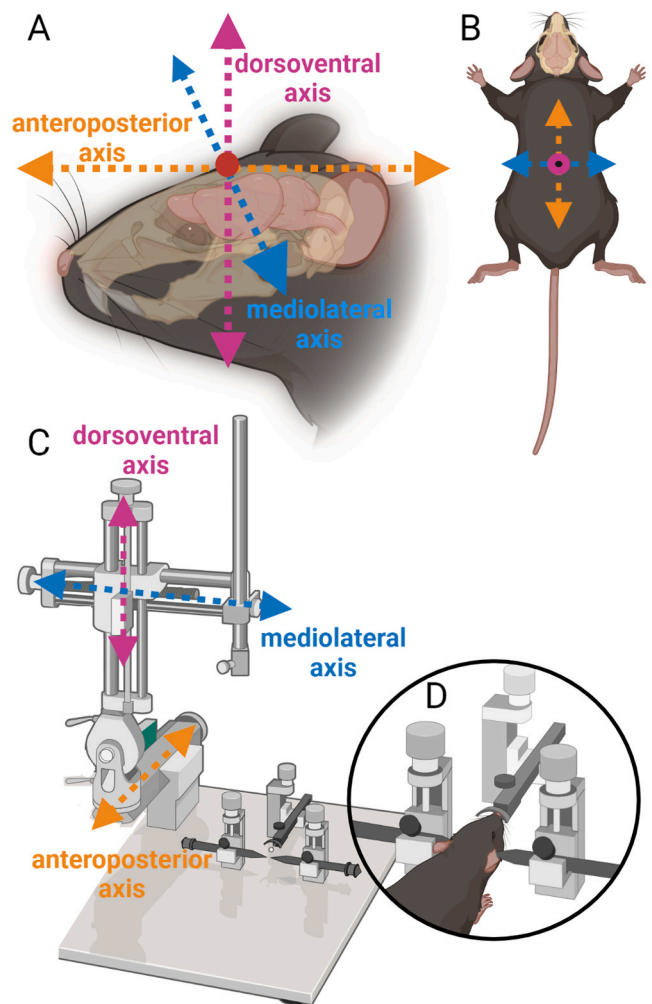 A
B
dorsoventral
axis
anteroposterior
axis
mediolateral
axis
C
dorsoventral
axis
mediolateral
axis
D
anteroposterior
axis